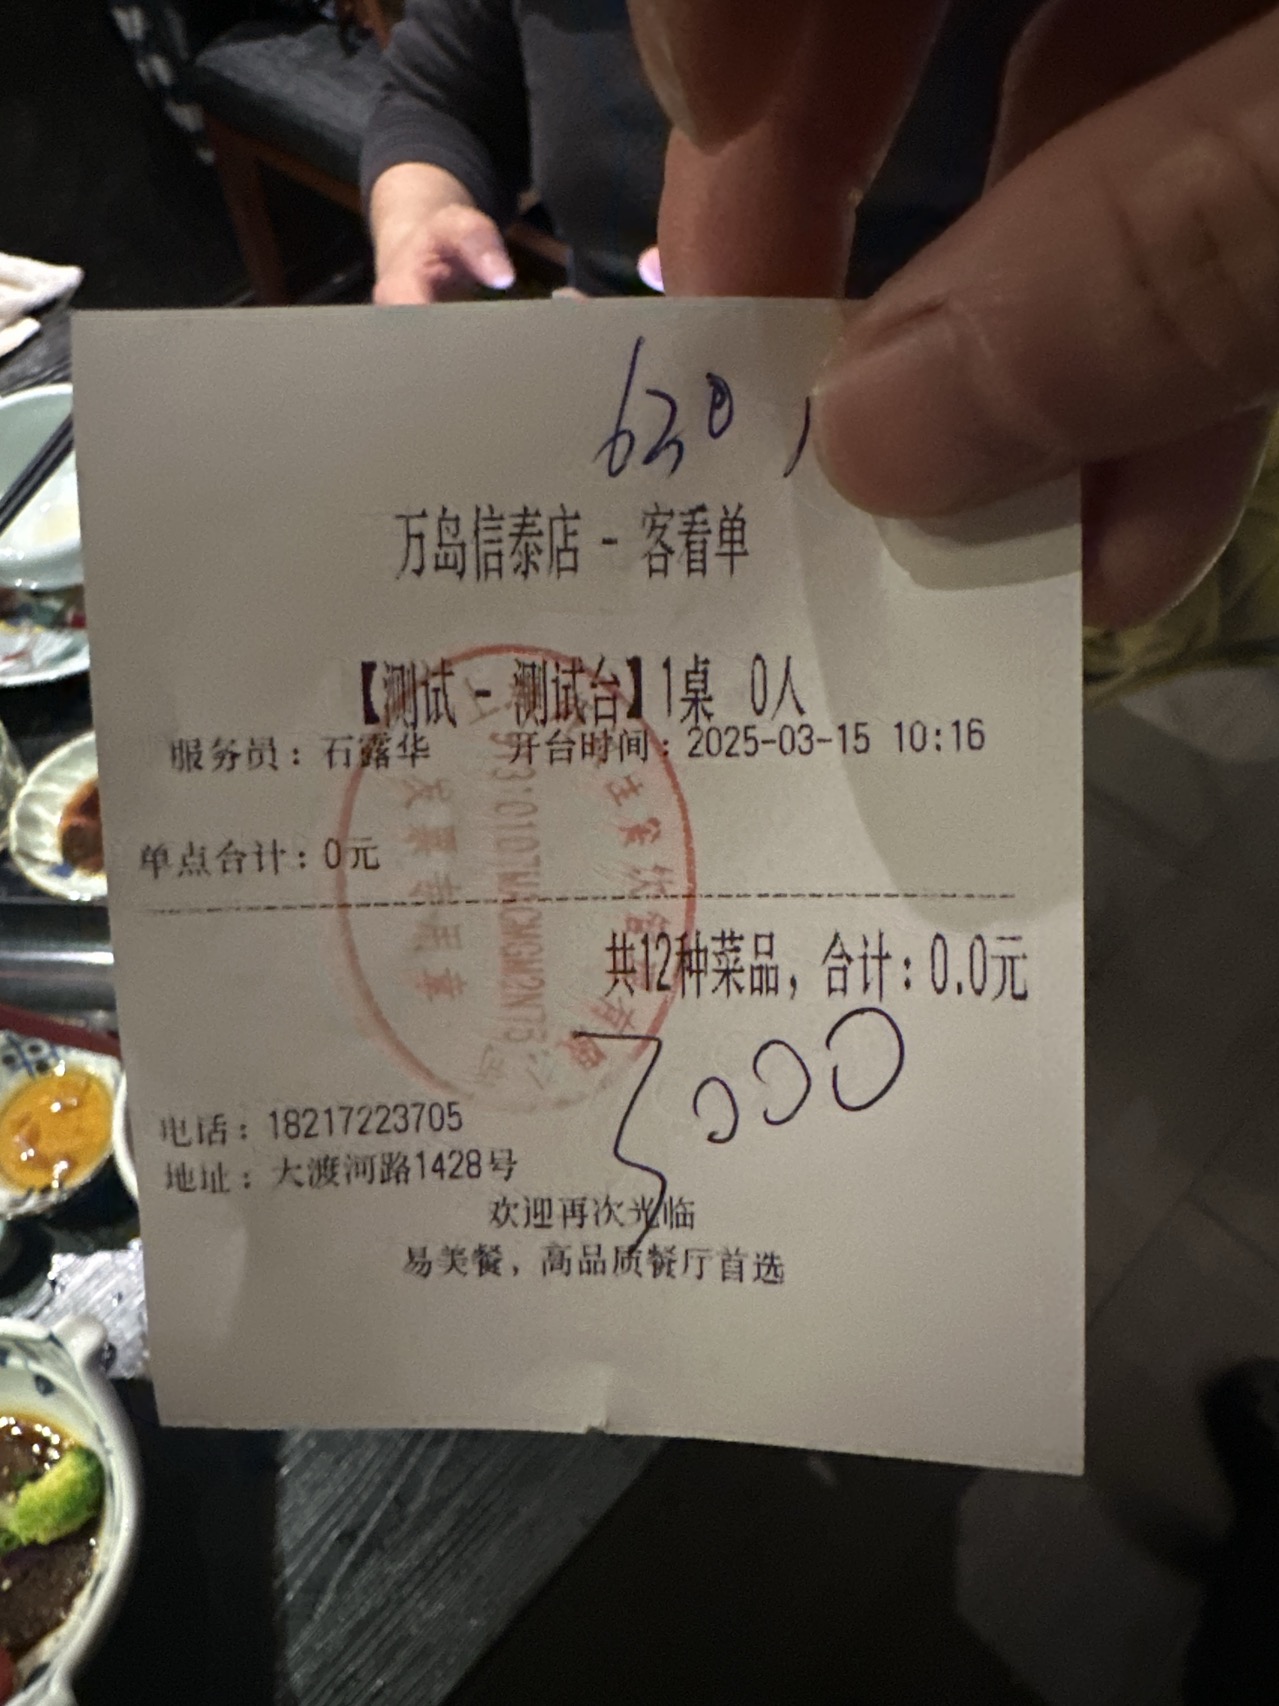 620
万岛信泰店 - 客看单
【测试 - 测试台】1桌 0人
服务员：石露华 开台时间：2025-03-15 10:16
单点合计：0元
共12种菜品，合计：0.0元
3000
电话：18217223705
地址：大渡河路1428号
欢迎再次光临
易美餐，高品质餐厅首选